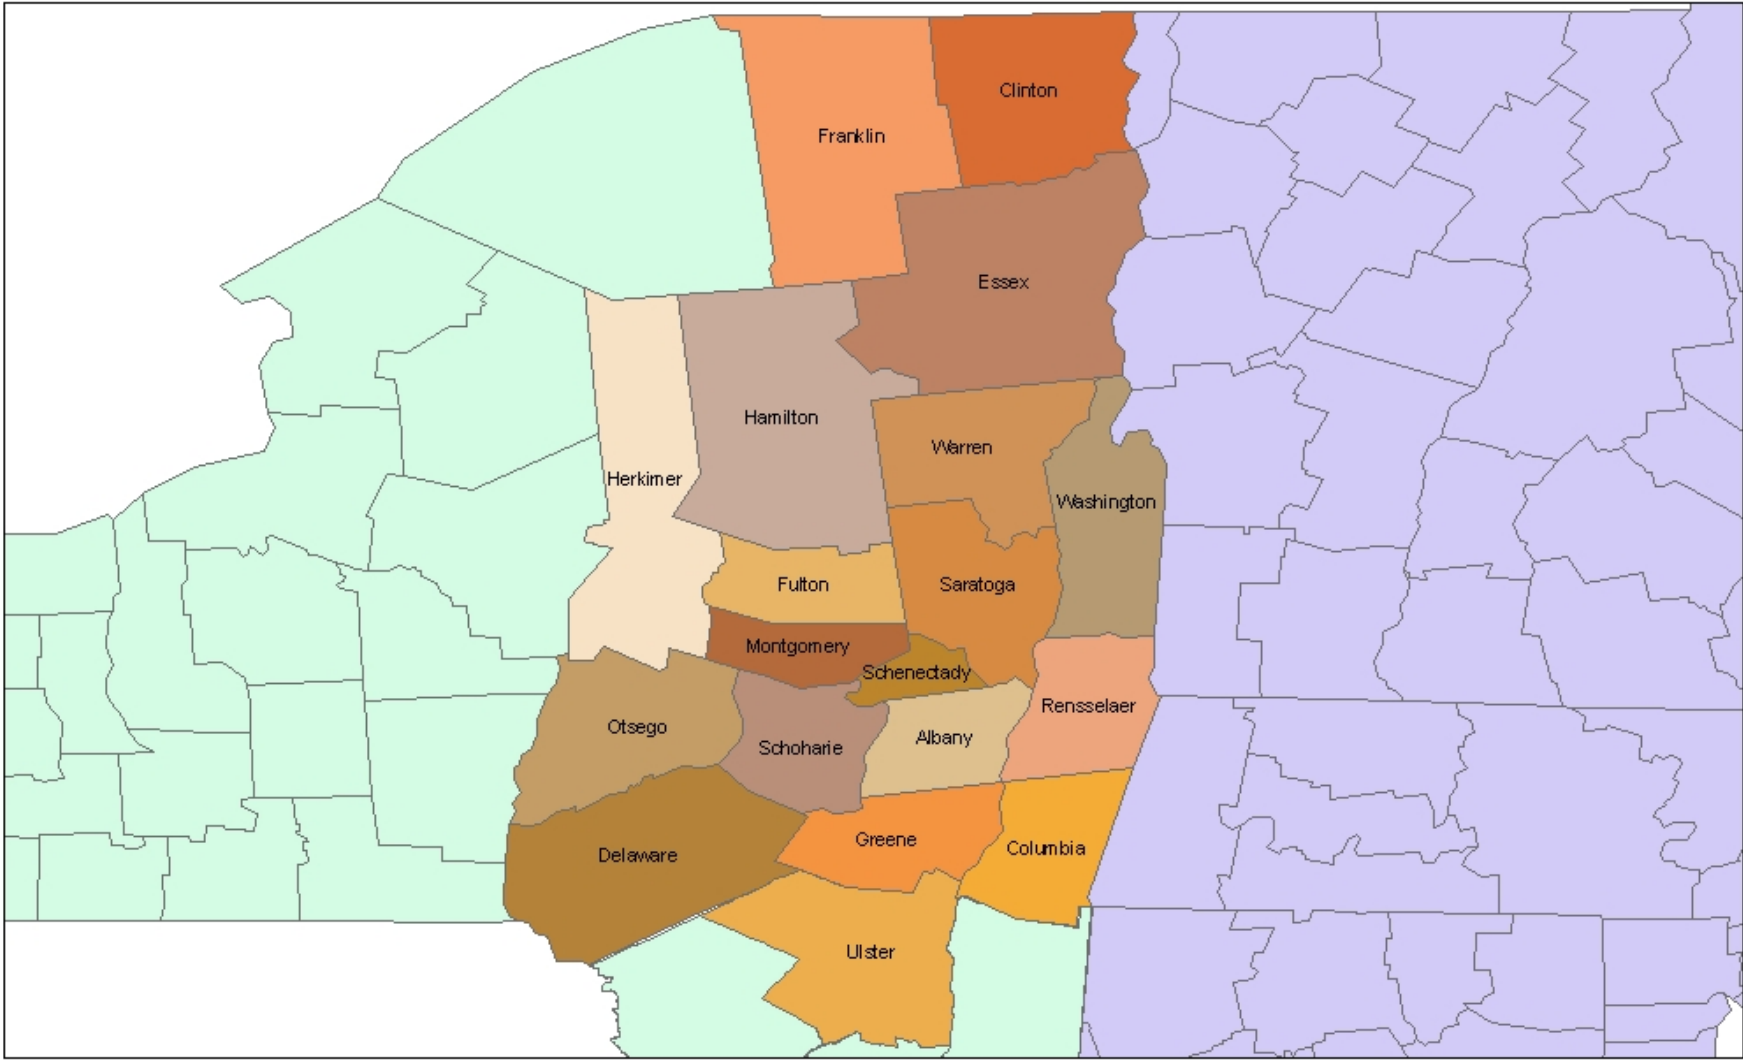 Clinton
Franklin
Essex
Hamilton
Warren
Herkimer
Washington
Fulton
Saratoga
Montgomery
Schenectady
Rensselaer
Otsego
Albany
Schoharie
Greene
Columbia
Delaware
Ulster